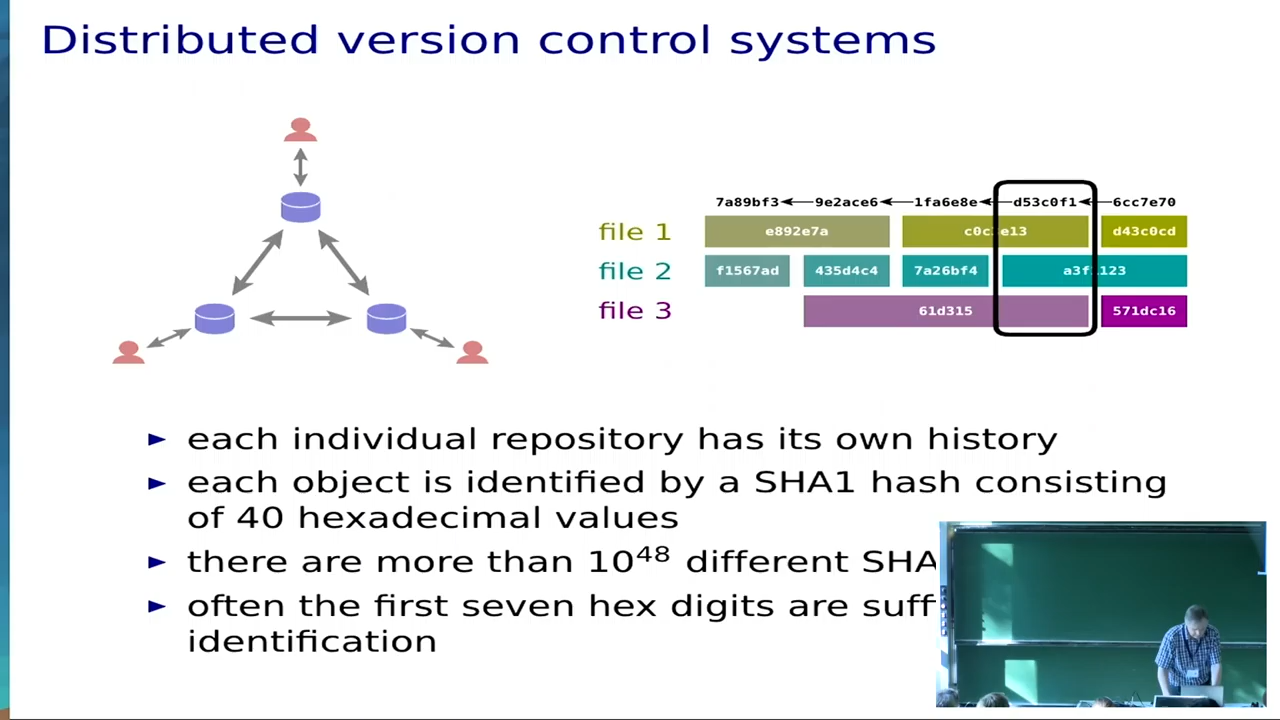 Distributed version control systems
7a89bf3 9e2ace6 1fa6e8e d53c0f1 6cc7e70
file 1 e892e7a c0c e13 d43c0cd
file 2 f1567ad 435d4c4 7a26bf4 a3f 123
file 3 61d315 571dc16
► each individual repository has its own history
► each object is identified by a SHA1 hash consisting
of 40 hexadecimal values
► there are more than 10⁴⁸ different SHA
► often the first seven hex digits are suff
identification